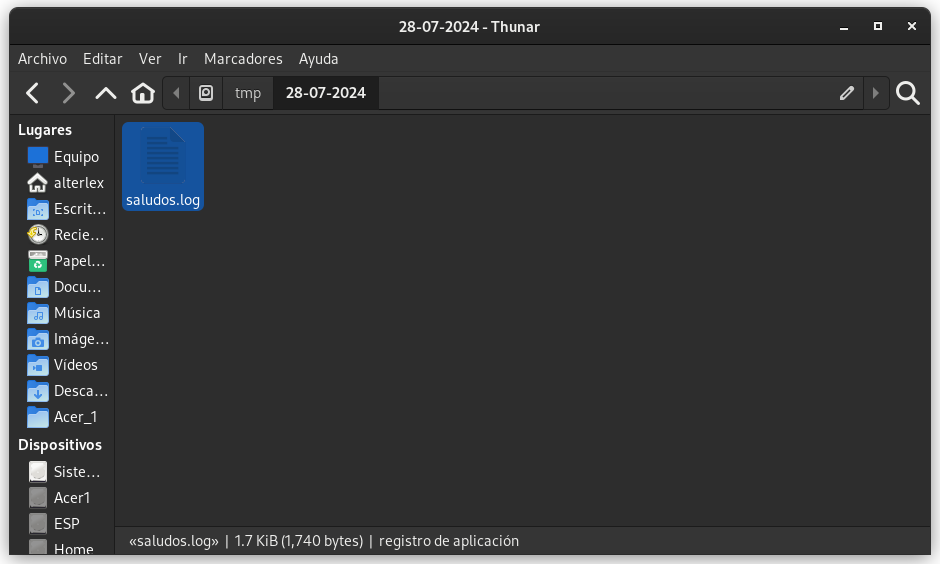 28-07-2024 - Thunar
Archivo Editar Ver Ir Marcadores Ayuda
tmp 28-07-2024
Lugares
Equipo
alterlex
Escrit...
Recie...
Papel...
Docu...
Música
Imáge...
Vídeos
Desca...
Acer_1
Dispositivos
Siste...
Acer1
ESP
Home
saludos.log
«saludos.log» | 1.7 KiB (1,740 bytes) | registro de aplicación